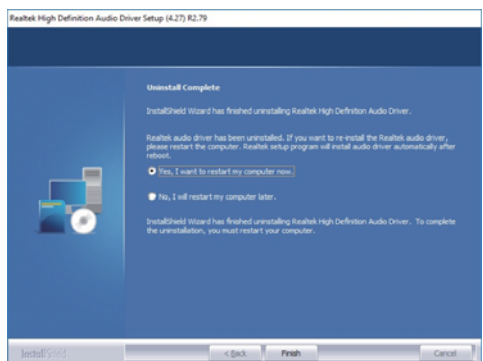 Realtek High Definition Audio Driver Setup (4.27) R2.79
Uninstall Complete
InstallShield Wizard has finished uninstalling Realtek High Definition Audio Driver.
Realtek audio driver has been uninstalled. If you want to re-install the Realtek audio driver,
please restart the computer. Realtek setup program will install audio driver automatically after
reboot.
Yes, I want to restart my computer now.
No, I will restart my computer later.
InstallShield Wizard has finished uninstalling Realtek High Definition Audio Driver. To complete
the uninstallation, you must restart your computer.
InstallShield
< Back
Finish
Cancel